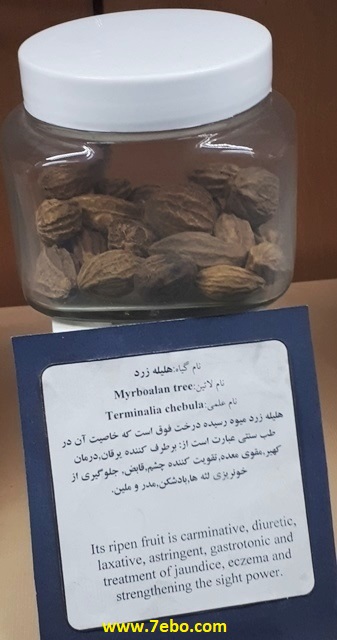 نام گیاه:هلیله زرد
نام لاتین:Myrboalan tree
نام علمی:Terminalia chebula
هلیله زرد میوه رسیده درخت فوق است که خاصیت آن در
طب سنتی عبارت است از: برطرف کننده یرقان,درمان
کهیر,مقوی معده,تقویت کننده چشم,قابض, جلوگیری از
خونریزی لثه ها,بادشکن,مدر و ملین.
Its ripen fruit is carminative, diuretic,
laxative, astringent, gastrotonic and
treatment of jaundice, eczema and
strengthening the sight power.
www.7ebo.com